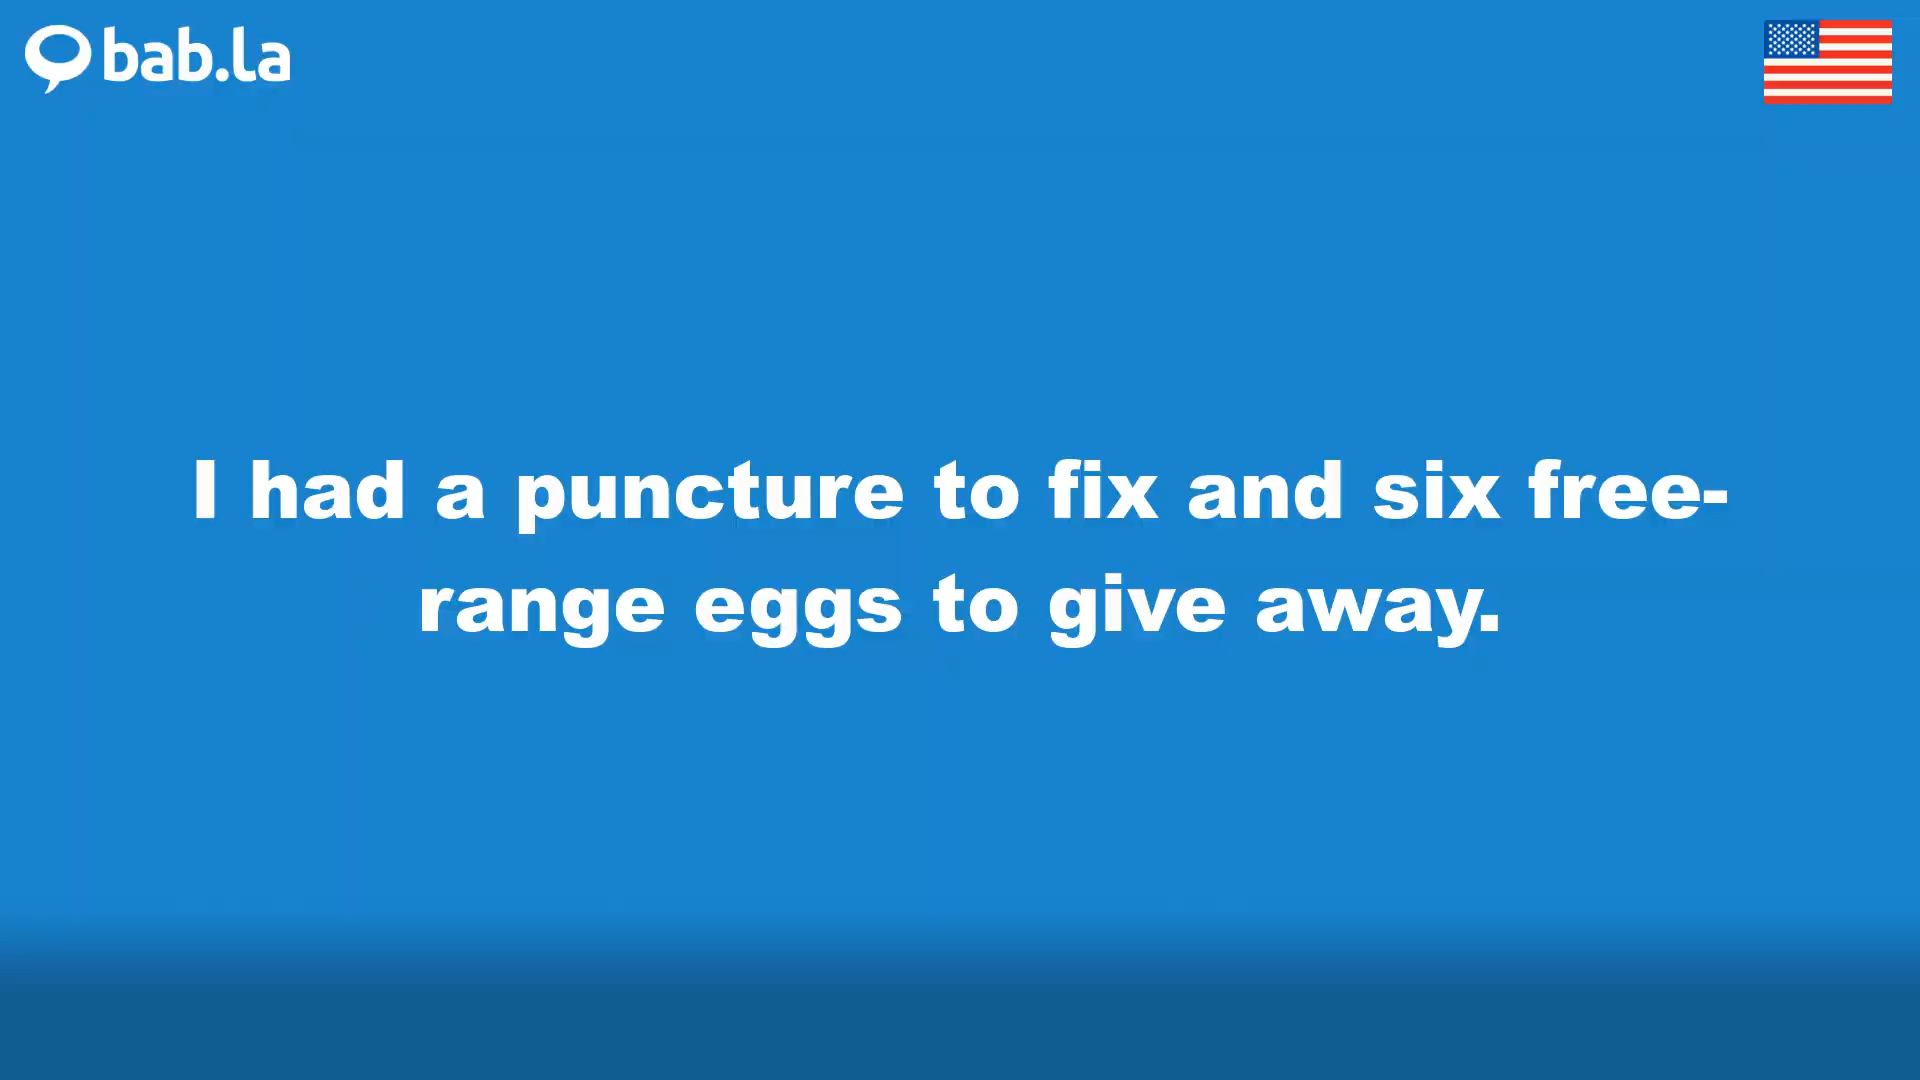 bab.la
I had a puncture to fix and six free-
range eggs to give away.